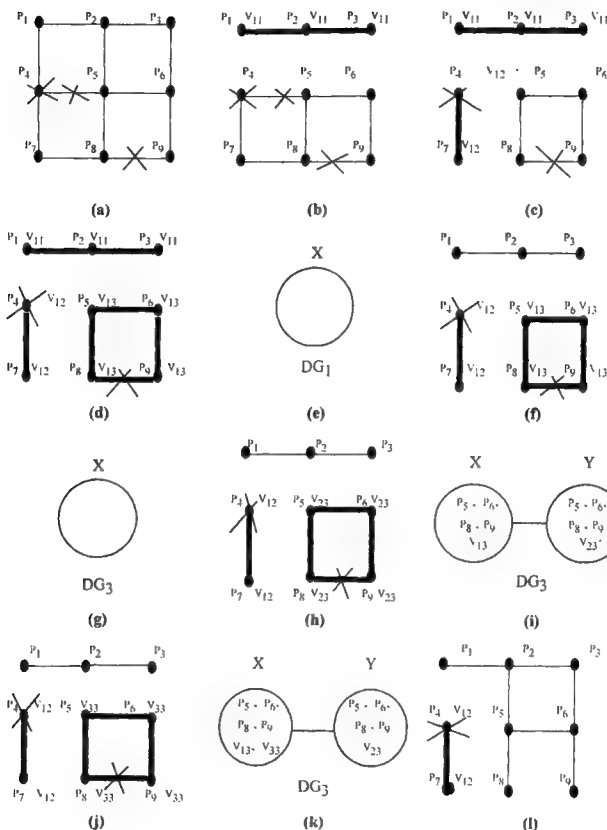 P1 P2 P3
P4 P5 P6
P7 P8 P9
(a)
P1 V11 P2 V11 P3 V11
P4 P5 P6
P7 P8 P9
(b)
P1 V11 P2 V11 P3 V11
P4 V12 P5 P6
P7 V12 P8 P9
(c)
P1 V11 P2 V11 P3 V11
P4 V12 P5 V13 P6 V13
P7 V12 P8 V13 P9 V13
(d)
X
DG1
(e)
P1 P2 P3
P4 V12 P5 V13 P6 V13
P7 V12 P8 V13 P9 V13
(f)
X
DG3
(g)
P1 P2 P3
P4 V12 P5 V23 P6 V23
P7 V12 P8 V23 P9 V23
(h)
X Y
P5, P6, P5, P6,
P8, P9 P8, P9
V13 V23,
DG3
(i)
P1 P2 P3
P4 V12 P5 V33 P6 V33
P7 V12 P8 V33 P9 V33
(j)
X Y
P5, P6, P5, P6,
P8, P9 P8, P9
V13, V33 V23
DG3
(k)
P1 P2 P3
P4 V12 P5 P6
P7 V12 P8 P9
(l)